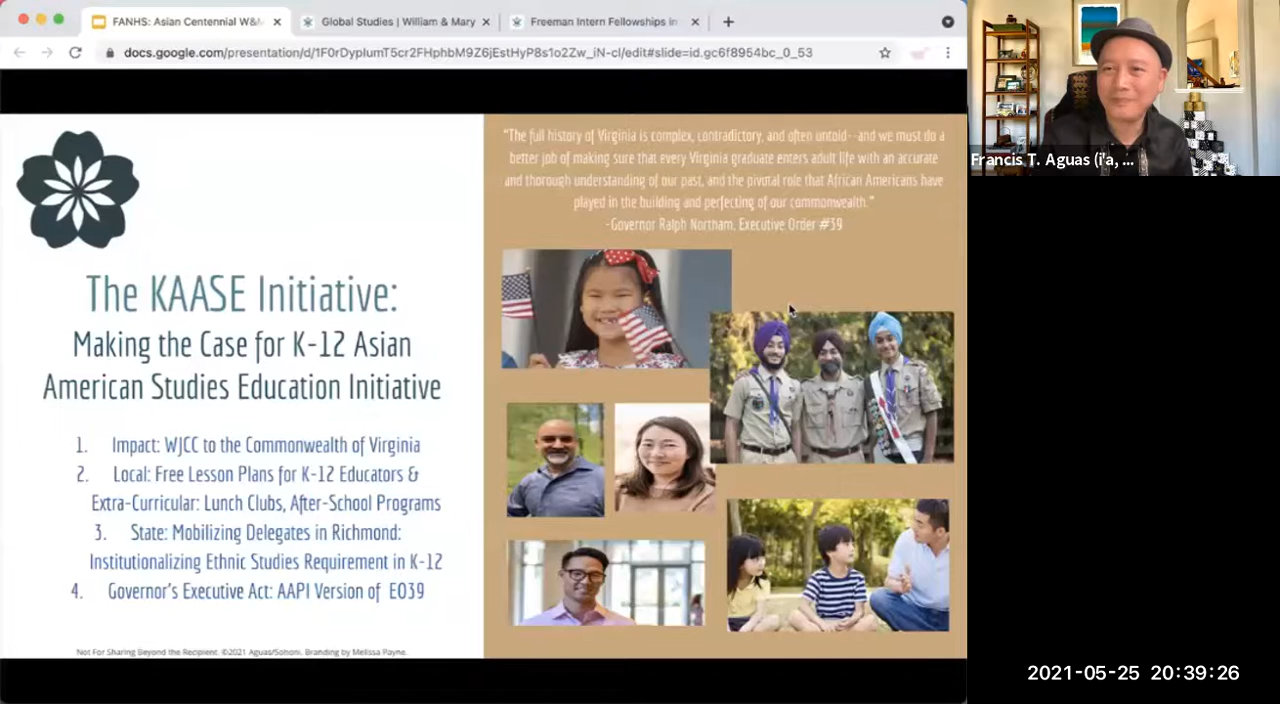 FANHS: Asian Centennial W&M
Global Studies | William & Mary
Freeman Intern Fellowships in
docs.google.com/presentation/d/1F0rDyplumT5cr2FHphbM9Z6jEstHyP8s1o2Zw_iN-cI/edit#slide=id.gc6f8954bc_0_53
Francis T. Aguas (i'a, ...
"The full history of Virginia is complex, contradictory, and often untold--and we must do a
better job of making sure that every Virginia graduate enters adult life with an accurate
and thorough understanding of our past, and the pivotal role that African Americans have
played in the building and perfecting of our commonwealth."
-Governor Ralph Northam, Executive Order #39
The KAASE Initiative:
Making the Case for K-12 Asian
American Studies Education Initiative
1. Impact: WJCC to the Commonwealth of Virginia
2. Local: Free Lesson Plans for K-12 Educators &
Extra-Curricular: Lunch Clubs, After-School Programs
3. State: Mobilizing Delegates in Richmond:
Institutionalizing Ethnic Studies Requirement in K-12
4. Governor's Executive Act: AAPI Version of EO39
Not For Sharing Beyond the Recipient. ©2021 Aguas/Sohoni. Branding by Melissa Payne.
2021-05-25 20:39:26